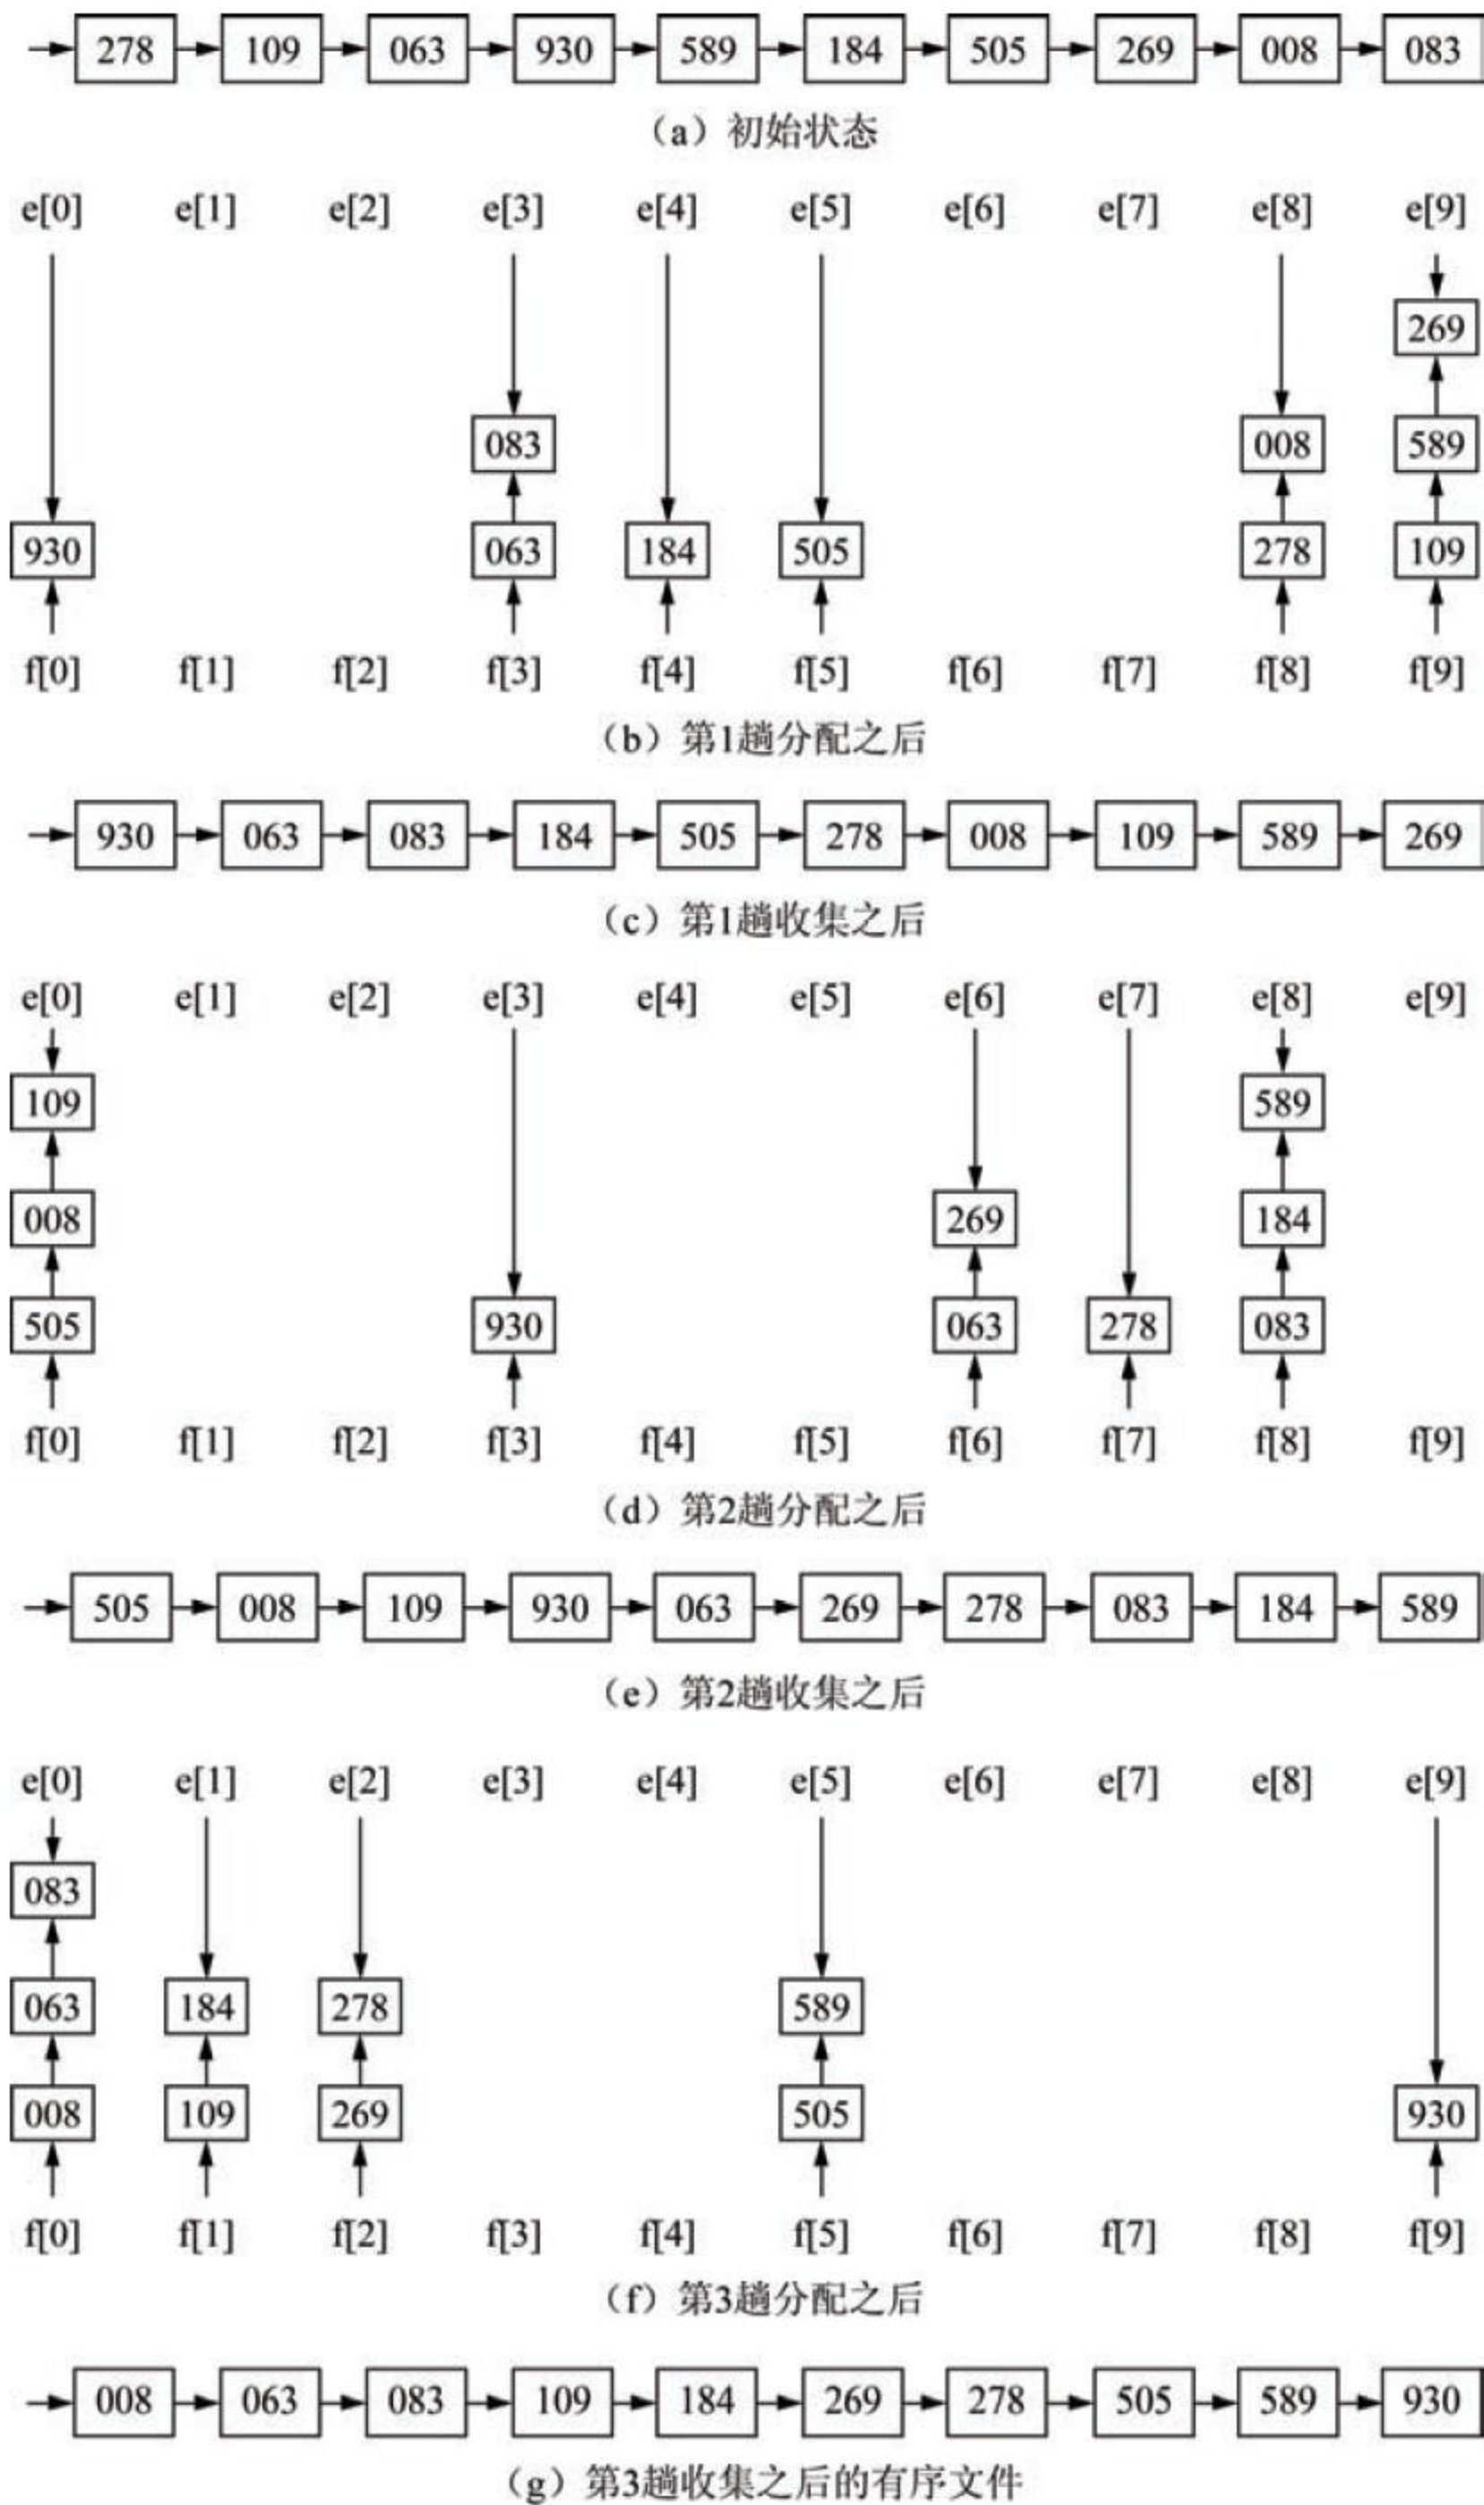 278 109 063 930 589 184 505 269 008 083
（a）初始状态
e[0] e[1] e[2] e[3] e[4] e[5] e[6] e[7] e[8] e[9]
269
083 008 589
930 063 184 505 278 109
f[0] f[1] f[2] f[3] f[4] f[5] f[6] f[7] f[8] f[9]
（b）第1趟分配之后
930 063 083 184 505 278 008 109 589 269
（c）第1趟收集之后
e[0] e[1] e[2] e[3] e[4] e[5] e[6] e[7] e[8] e[9]
109 589
008 269 184
505 930 063 278 083
f[0] f[1] f[2] f[3] f[4] f[5] f[6] f[7] f[8] f[9]
（d）第2趟分配之后
505 008 109 930 063 269 278 083 184 589
（e）第2趟收集之后
e[0] e[1] e[2] e[3] e[4] e[5] e[6] e[7] e[8] e[9]
083
063 184 278 589
008 109 269 505 930
f[0] f[1] f[2] f[3] f[4] f[5] f[6] f[7] f[8] f[9]
（f）第3趟分配之后
008 063 083 109 184 269 278 505 589 930
（g）第3趟收集之后的有序文件